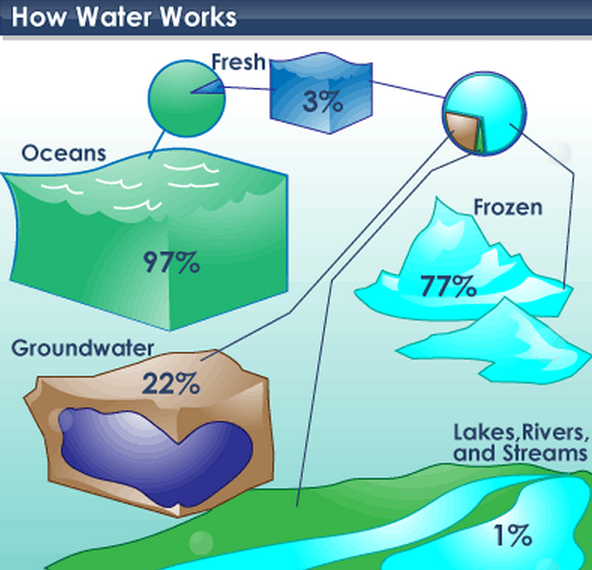 How Water Works
Fresh
3%
Oceans
97%
Frozen
77%
Groundwater
22%
Lakes,Rivers,
and Streams
1%